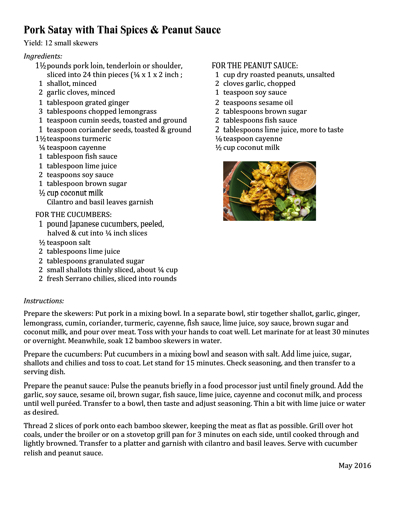 Pork Satay with Thai Spices & Peanut Sauce
Yield: 12 small skewers
Ingredients:
1½ pounds pork loin, tenderloin or shoulder,
sliced into 24 thin pieces (¼ x 1 x 2 inch ;
1 shallot, minced
2 garlic cloves, minced
1 tablespoon grated ginger
3 tablespoons chopped lemongrass
1 teaspoon cumin seeds, toasted and ground
1 teaspoon coriander seeds, toasted & ground
1½ teaspoons turmeric
¼ teaspoon cayenne
1 tablespoon fish sauce
1 tablespoon lime juice
2 teaspoons soy sauce
1 tablespoon brown sugar
½ cup coconut milk
Cilantro and basil leaves garnish
FOR THE CUCUMBERS:
1 pound Japanese cucumbers, peeled,
halved & cut into ¼ inch slices
½ teaspoon salt
2 tablespoons lime juice
2 tablespoons granulated sugar
2 small shallots thinly sliced, about ¼ cup
2 fresh Serrano chilies, sliced into rounds
FOR THE PEANUT SAUCE:
1 cup dry roasted peanuts, unsalted
2 cloves garlic, chopped
1 teaspoon soy sauce
2 teaspoons sesame oil
2 tablespoons brown sugar
2 tablespoons fish sauce
2 tablespoons lime juice, more to taste
⅛ teaspoon cayenne
½ cup coconut milk
Instructions:
Prepare the skewers: Put pork in a mixing bowl. In a separate bowl, stir together shallot, garlic, ginger,
lemongrass, cumin, coriander, turmeric, cayenne, fish sauce, lime juice, soy sauce, brown sugar and
coconut milk, and pour over meat. Toss with your hands to coat well. Let marinate for at least 30 minutes
or overnight. Meanwhile, soak 12 bamboo skewers in water.
Prepare the cucumbers: Put cucumbers in a mixing bowl and season with salt. Add lime juice, sugar,
shallots and chilies and toss to coat. Let stand for 15 minutes. Check seasoning, and then transfer to a
serving dish.
Prepare the peanut sauce: Pulse the peanuts briefly in a food processor just until finely ground. Add the
garlic, soy sauce, sesame oil, brown sugar, fish sauce, lime juice, cayenne and coconut milk, and process
until well puréed. Transfer to a bowl, then taste and adjust seasoning. Thin a bit with lime juice or water
as desired.
Thread 2 slices of pork onto each bamboo skewer, keeping the meat as flat as possible. Grill over hot
coals, under the broiler or on a stovetop grill pan for 3 minutes on each side, until cooked through and
lightly browned. Transfer to a platter and garnish with cilantro and basil leaves. Serve with cucumber
relish and peanut sauce.
May 2016